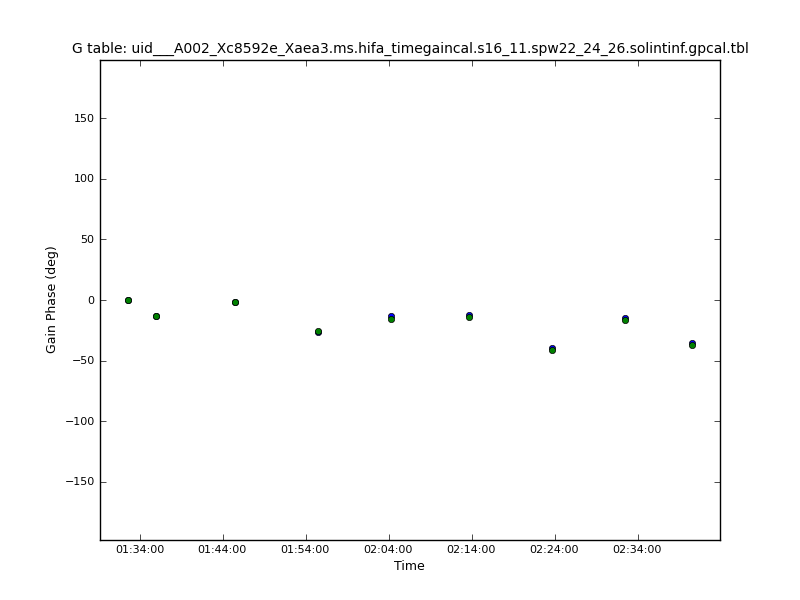 G table: uid___A002_Xc8592e_Xaea3.ms.hifa_timegaincal.s16_11.spw22_24_26.solintinf.gpcal.tbl
150
100
50
0
−50
−100
−150
Gain Phase (deg)
01:34:00 01:44:00 01:54:00 02:04:00 02:14:00 02:24:00 02:34:00
Time